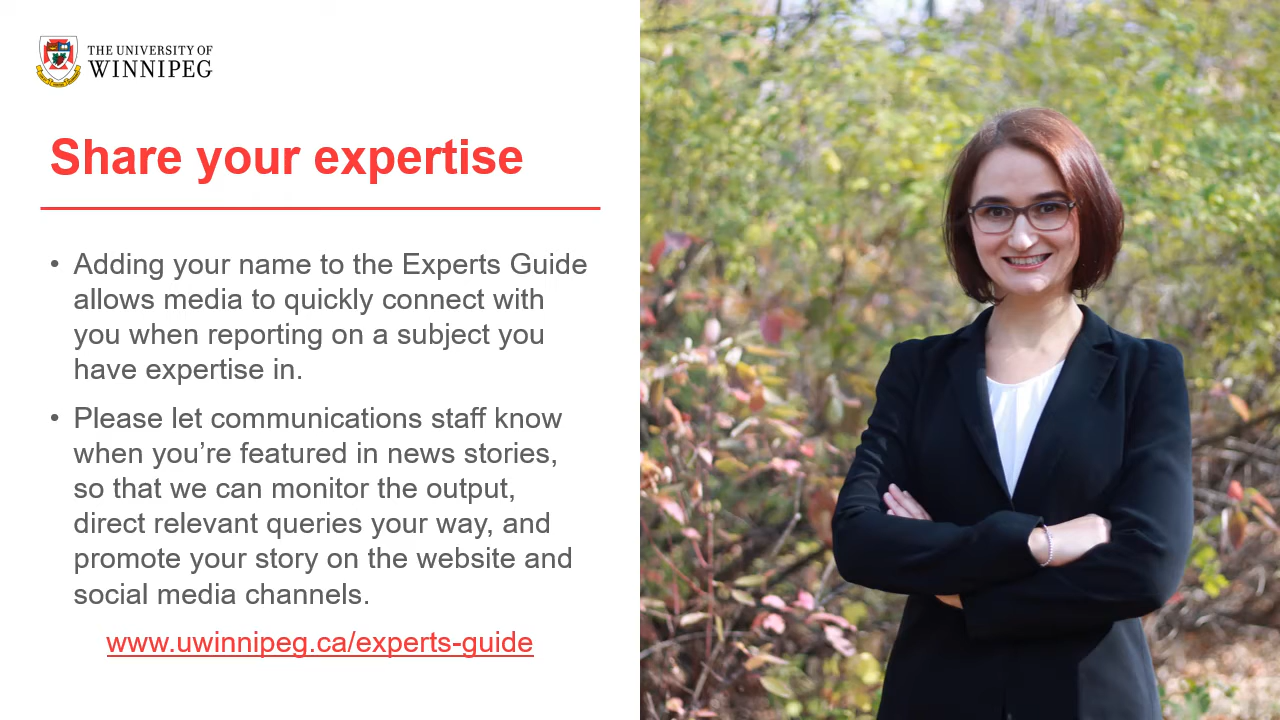 THE UNIVERSITY OF
WINNIPEG
Share your expertise
• Adding your name to the Experts Guide
allows media to quickly connect with
you when reporting on a subject you
have expertise in.
• Please let communications staff know
when you’re featured in news stories,
so that we can monitor the output,
direct relevant queries your way, and
promote your story on the website and
social media channels.
www.uwinnipeg.ca/experts-guide